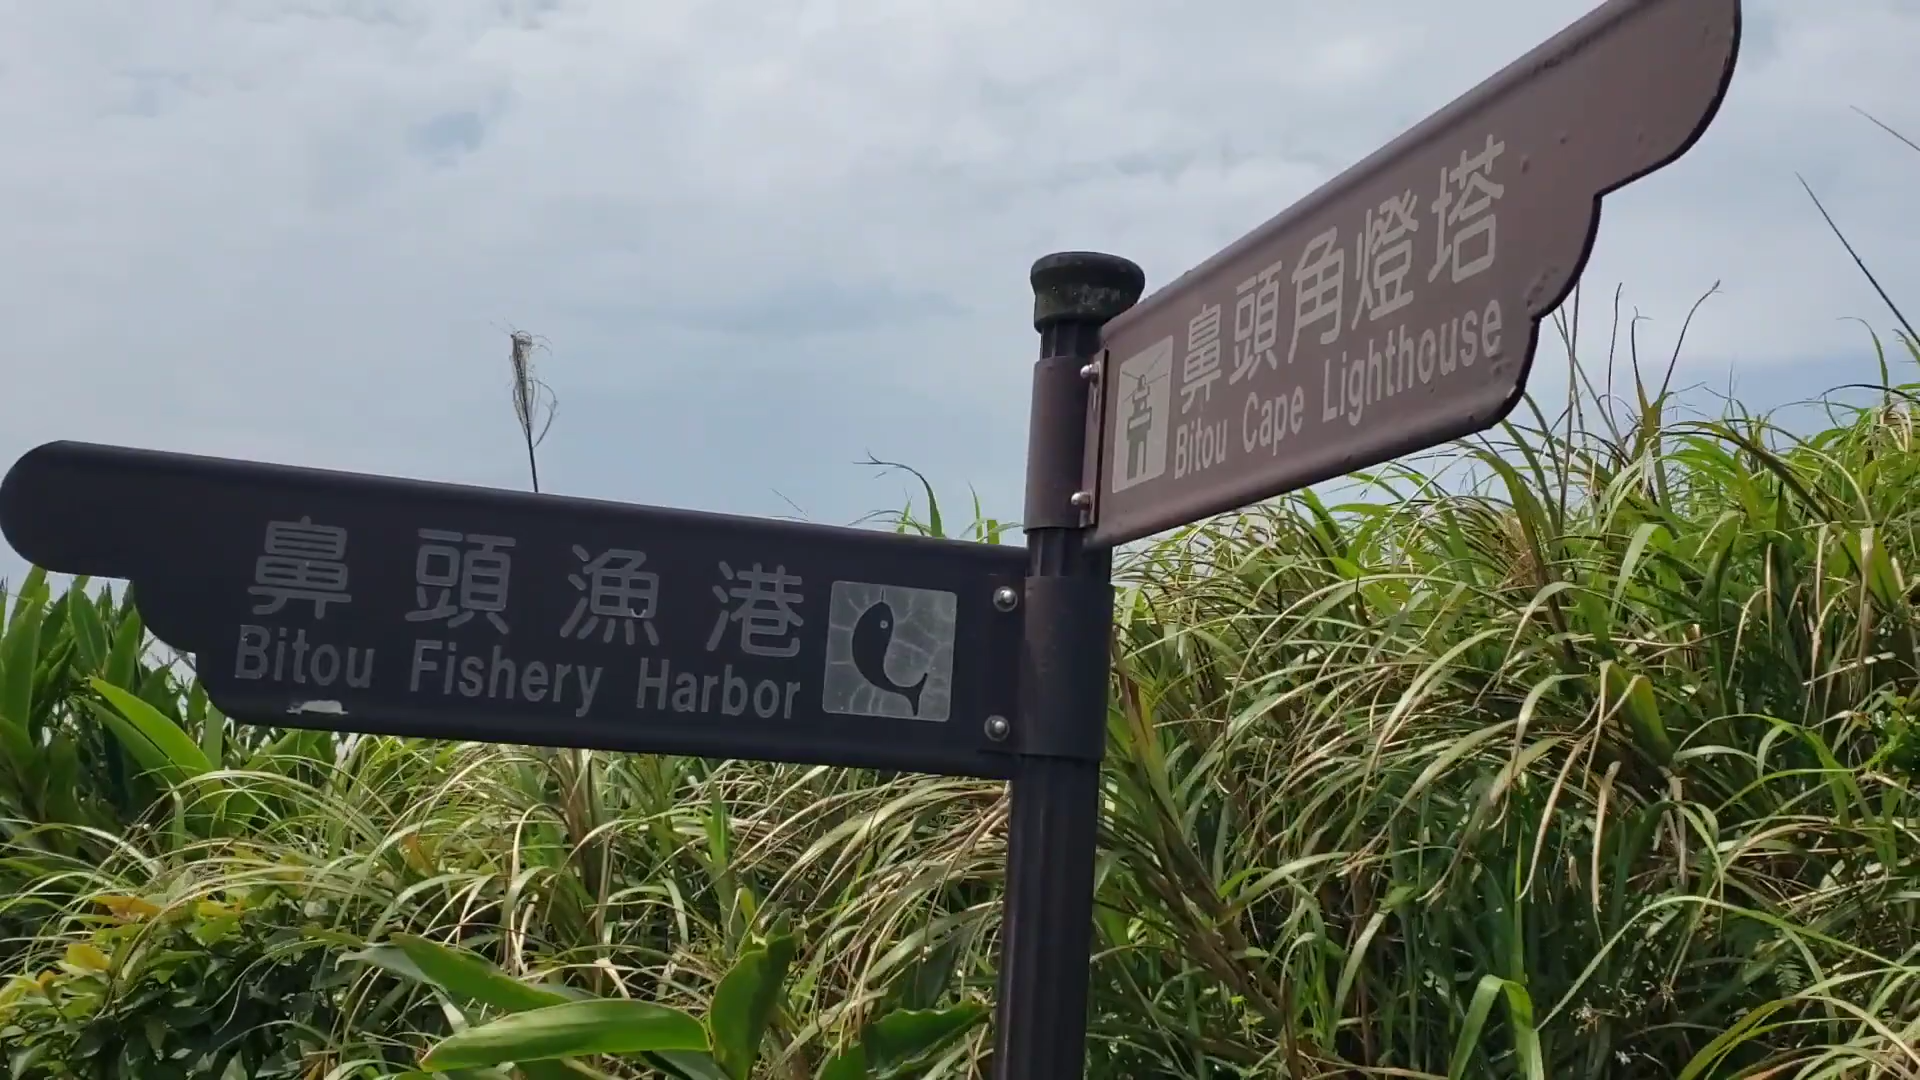 鼻頭角燈塔
Bitou Cape Lighthouse
鼻頭漁港
Bitou Fishery Harbor